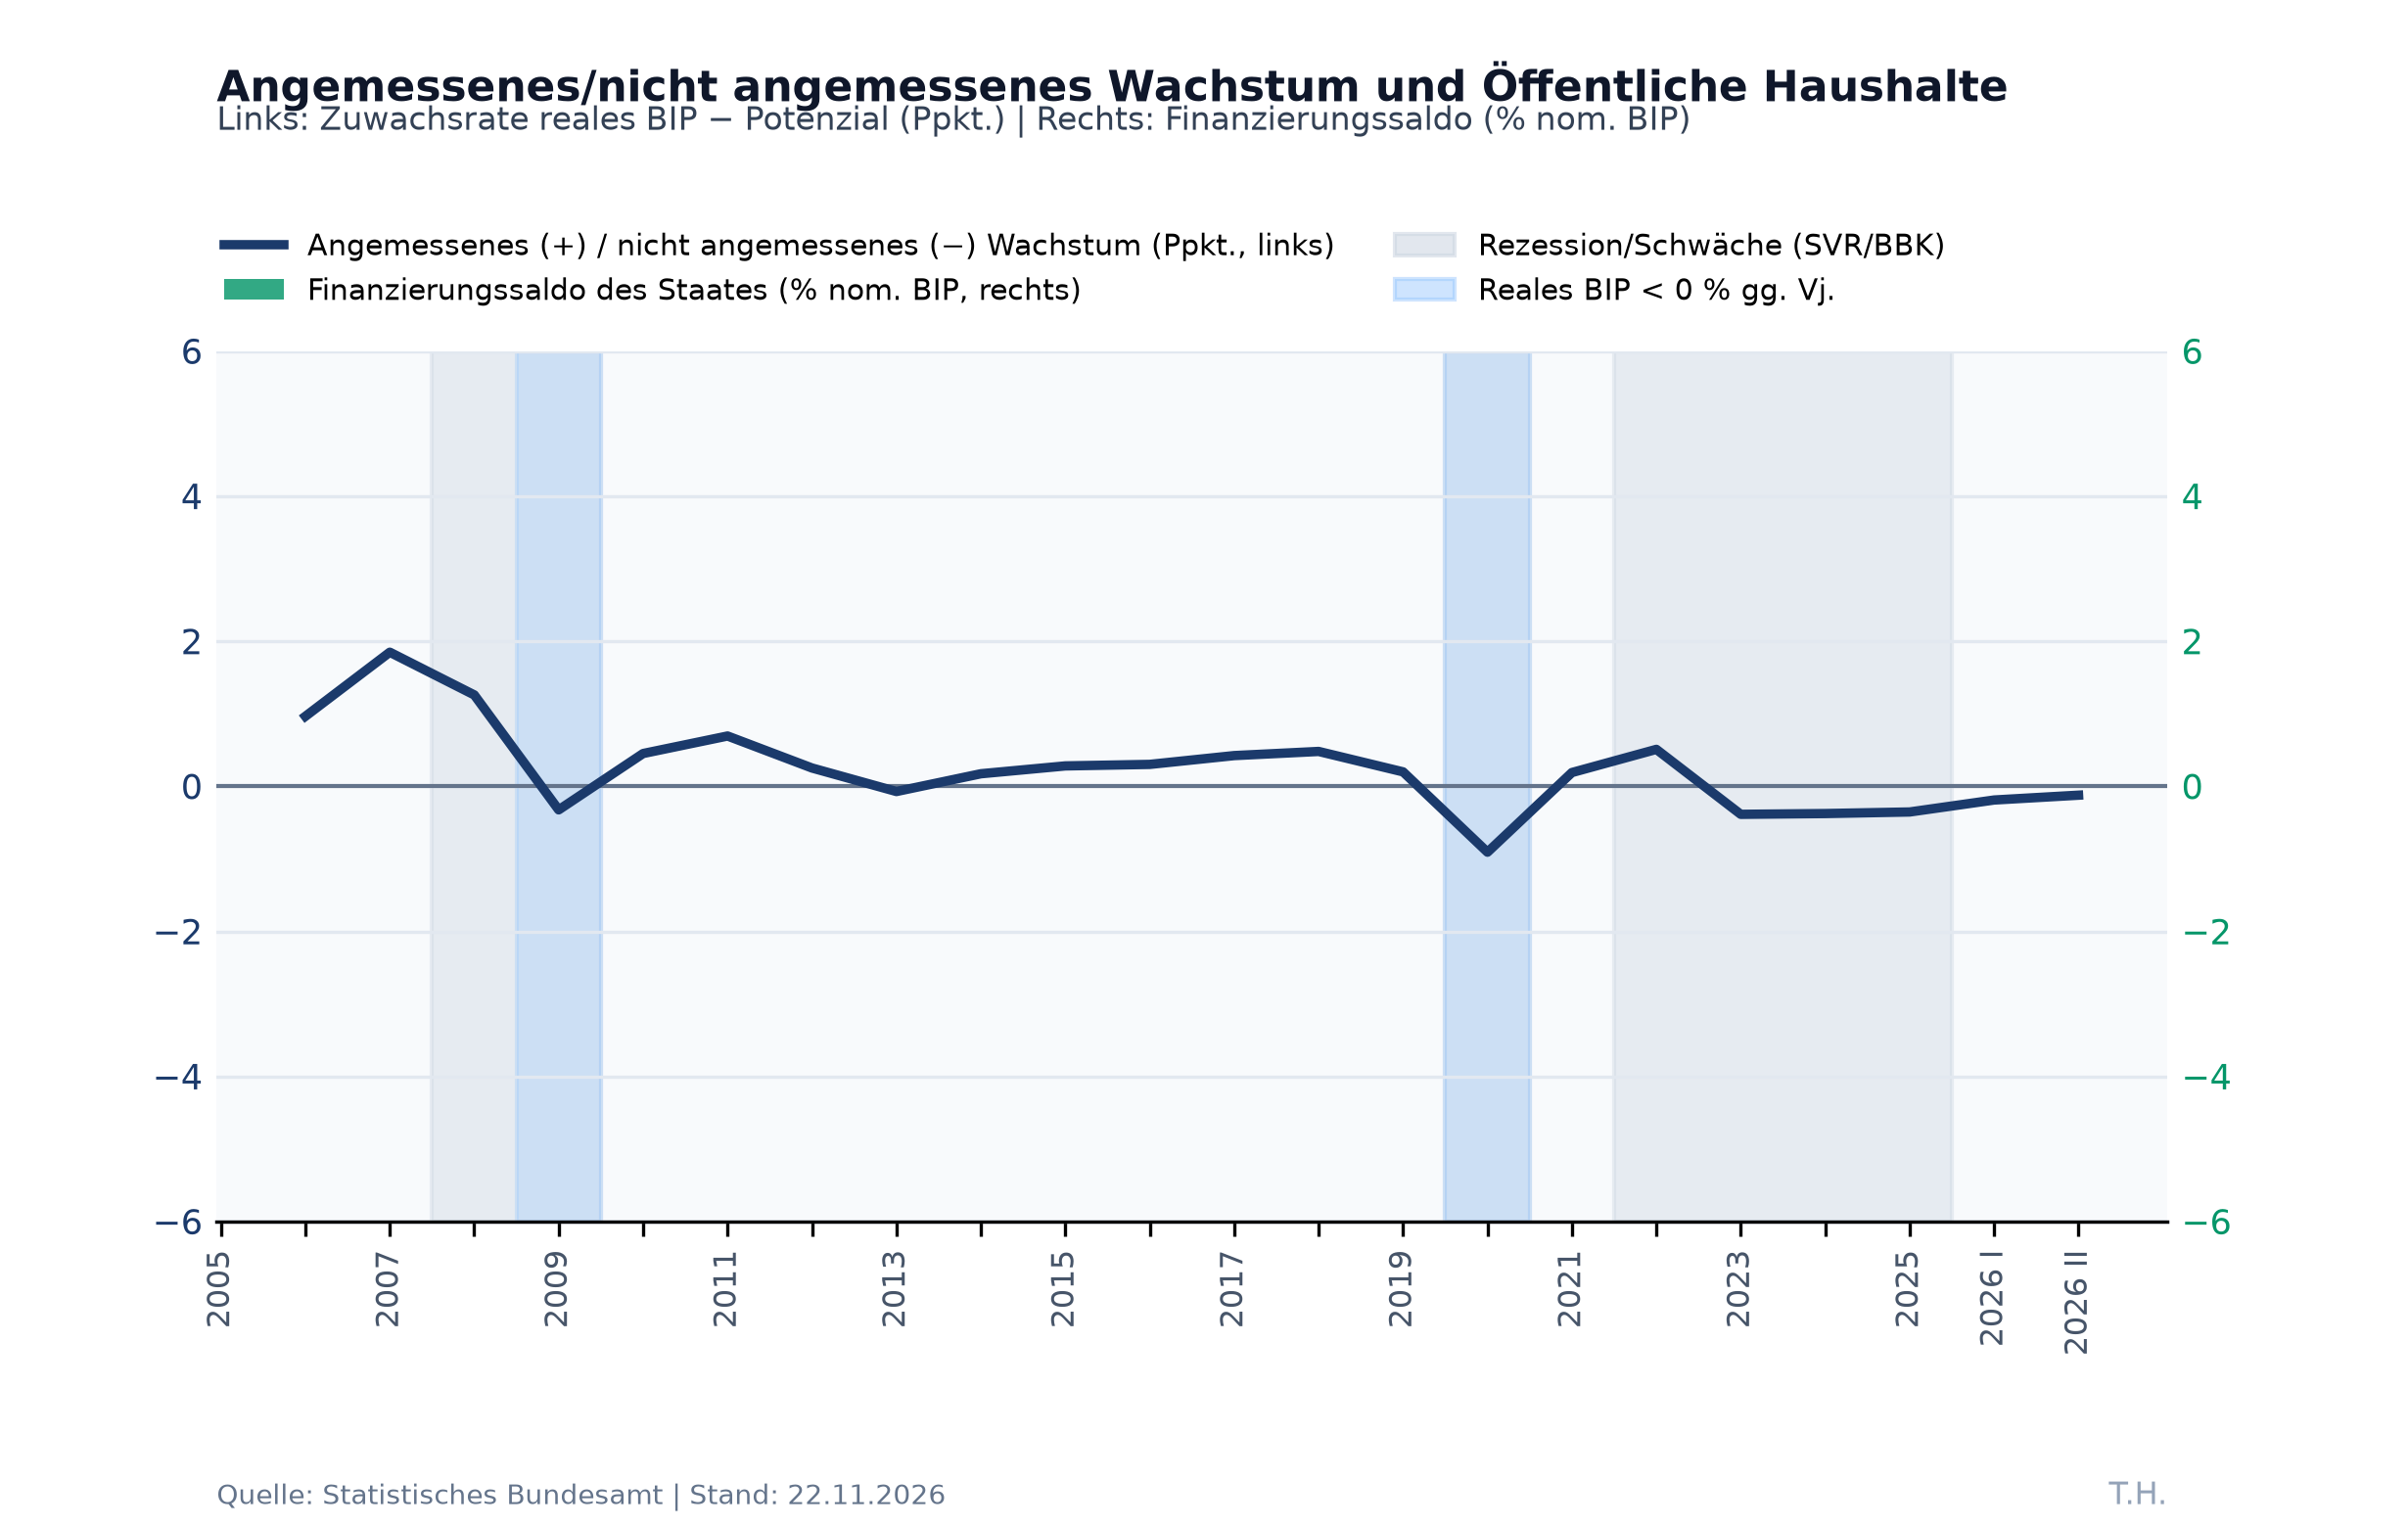 Angemessenes/nicht angemessenes Wachstum und Öffentliche Haushalte
Links: Zuwachsrate reales BIP − Potenzial (Ppkt.) | Rechts: Finanzierungssaldo (% nom. BIP)
Angemessenes (+) / nicht angemessenes (−) Wachstum (Ppkt., links)
Finanzierungssaldo des Staates (% nom. BIP, rechts)
Rezession/Schwäche (SVR/BBK)
Reales BIP < 0 % gg. Vj.
6
4
2
0
−2
−4
−6
6
4
2
0
−2
−4
−6
2005
2007
2009
2011
2013
2015
2017
2019
2021
2023
2025
2026 I
2026 III
Quelle: Statistisches Bundesamt | Stand: 22.11.2026
T.H.